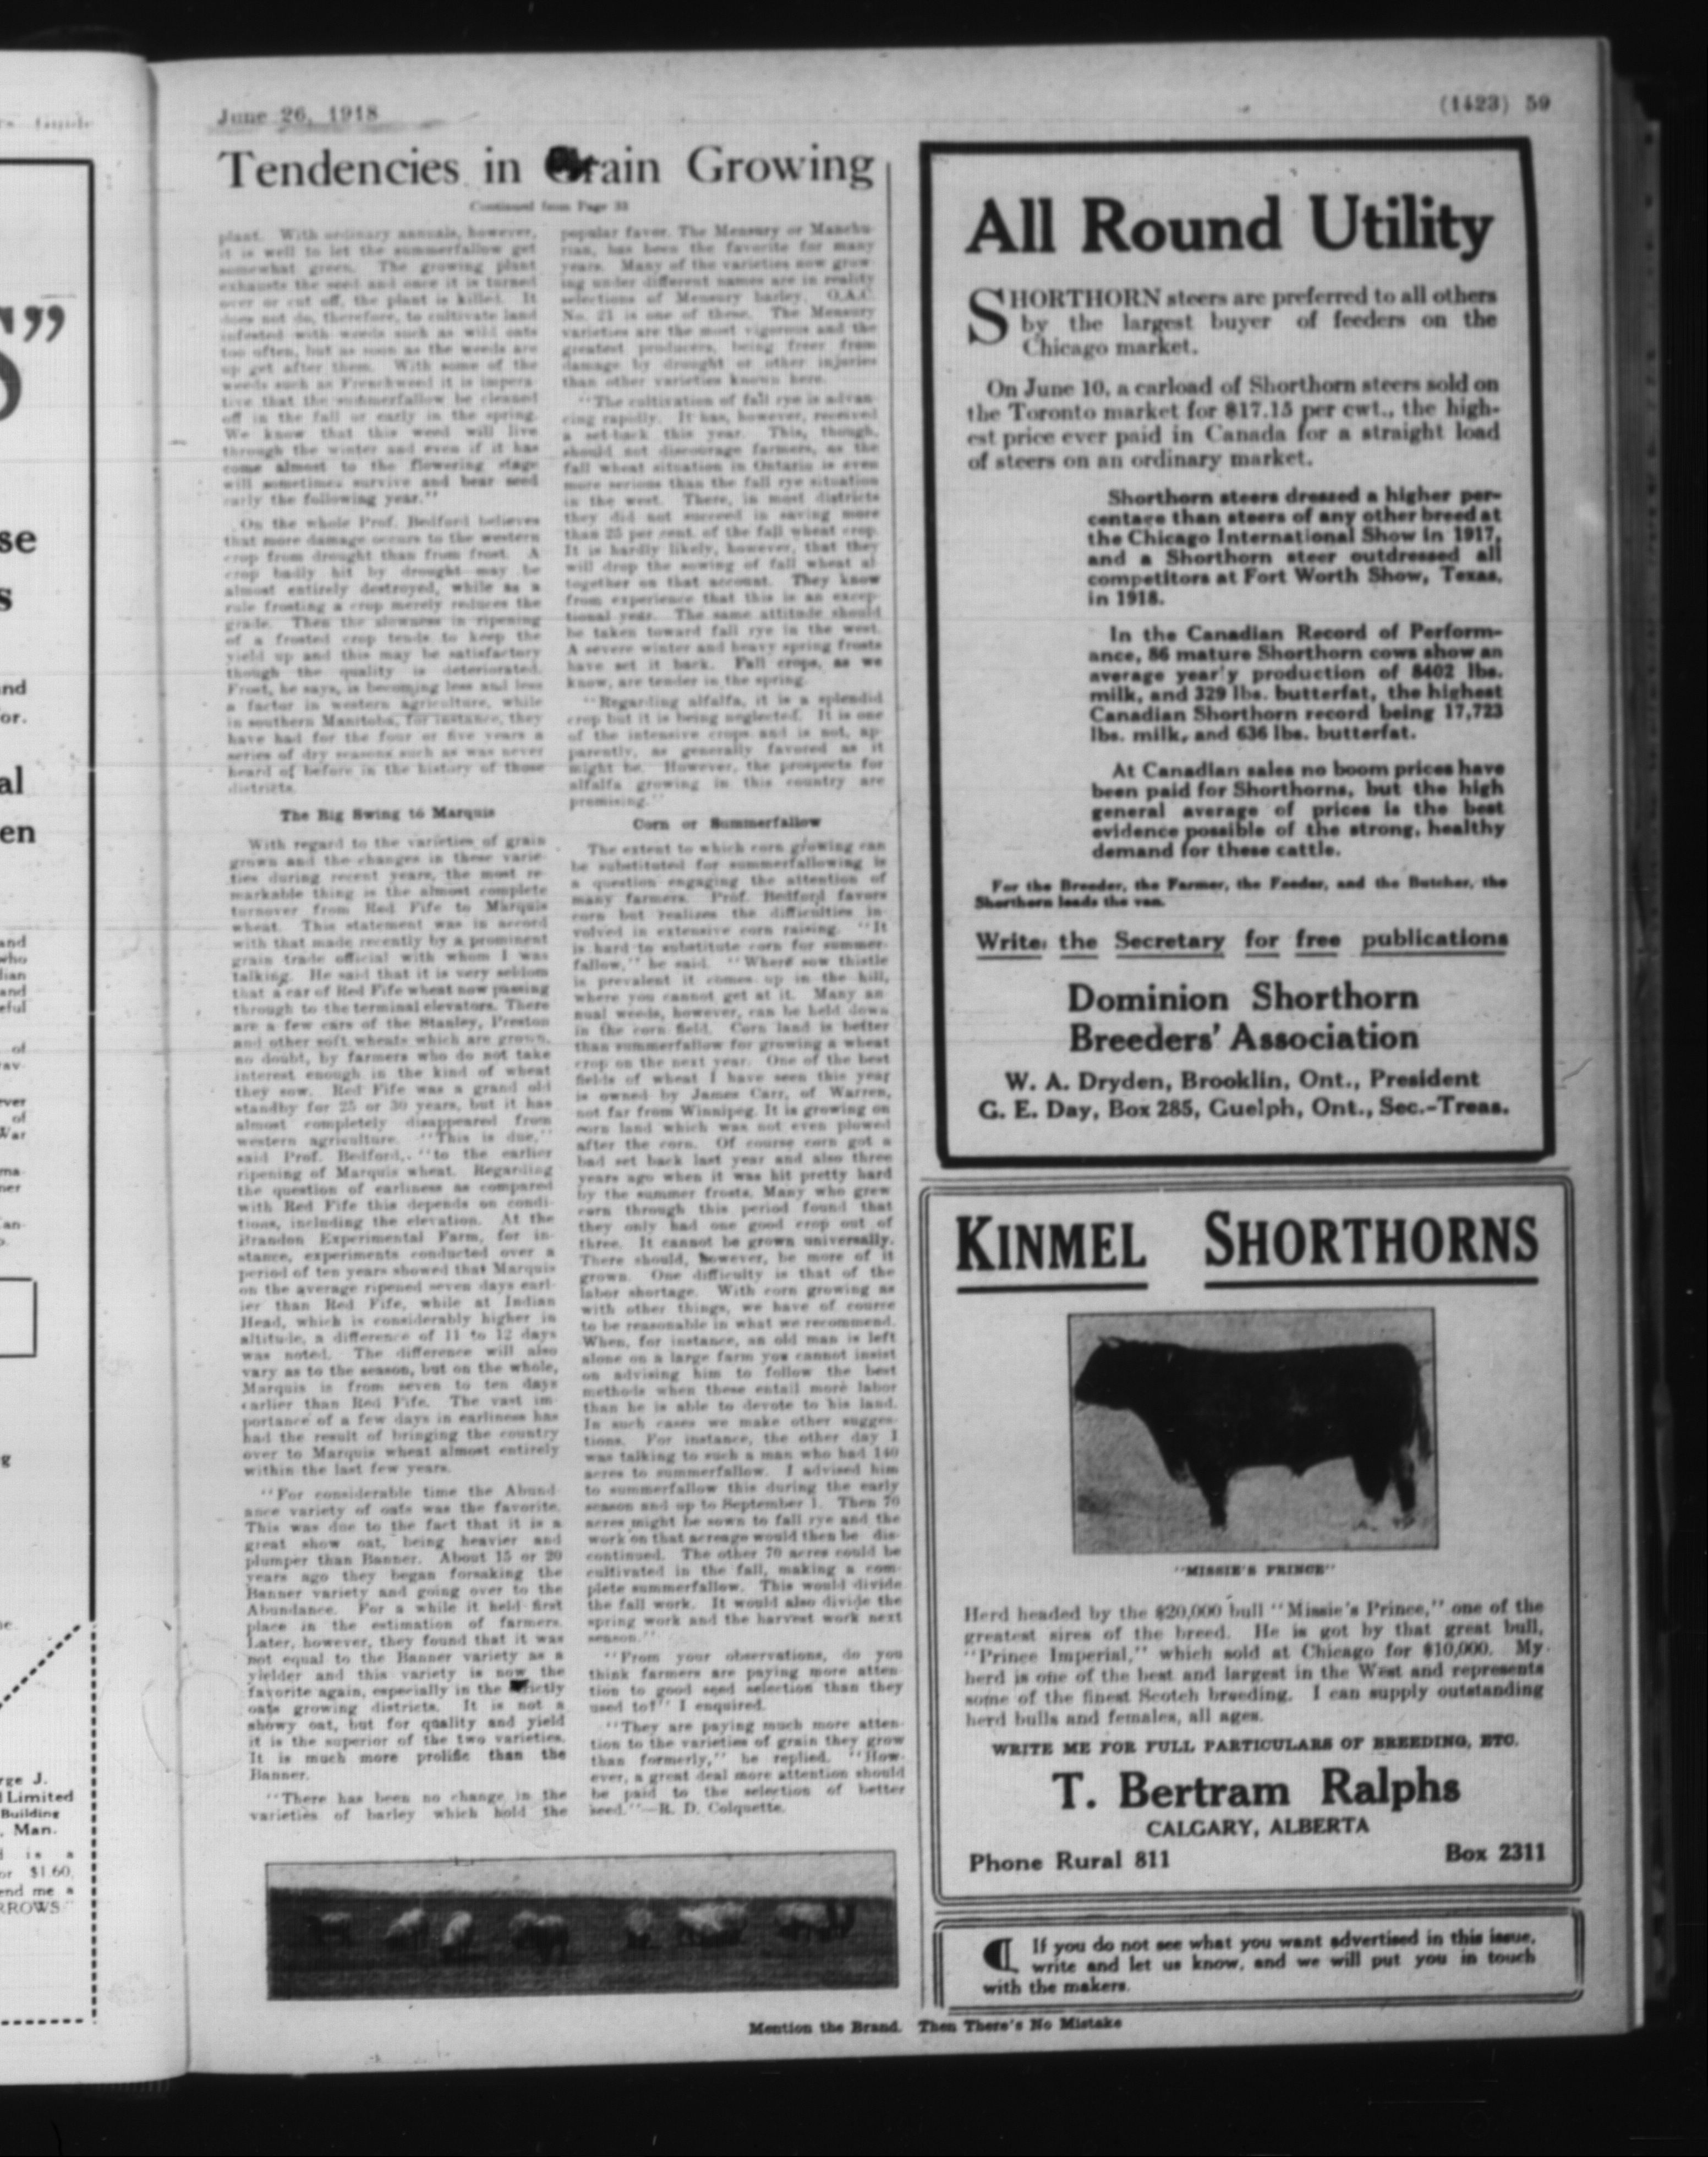 June 26, 1918
(1423) 59
Tendencies in Grain Growing
Continued from Page 33
plant. With ordinary annuals, however,
it is well to let the summerfallow get
somewhat green. The growing plant
exhausts the seed and once it is turned
over or cut off, the plant is killed. It
does not do, therefore, to cultivate land
infested with weeds such as wild oats
too often, but as soon as the weeds are
up get after them. With some of the
weeds such as Frenchweed it is impera-
tive that the summerfallow be cleaned
off in the fall or early in the spring.
We know that this weed will live
through the winter and even if it has
come almost to the flowering stage
will sometimes survive and bear seed
early the following year."
On the whole Prof. Bedford believes
that more damage occurs to the western
crop from drought than from frost. A
crop badly hit by drought may be
almost entirely destroyed, while as a
rule frosting a crop merely reduces the
grade. Then the slowness in ripening
of a frosted crop tends to keep the
yield up and this may be satisfactory
though the quality is deteriorated.
Frost, he says, is becoming less and less
a factor in western agriculture, while
in southern Manitoba, for instance, they
have had for the four or five years a
series of dry seasons such as was never
heard of before in the history of those
districts.
The Big Swing to Marquis
With regard to the varieties of grain
grown and the changes in these varie-
ties during recent years, the most re-
markable thing is the almost complete
turnover from Red Fife to Marquis
wheat. This statement was in accord
with that made recently by a prominent
grain trade official with whom I was
talking. He said that it is very seldom
that a car of Red Fife wheat now passing
through to the terminal elevators. There
are a few cars of the Stanley, Preston
and other soft wheats which are grown,
no doubt, by farmers who do not take
interest enough in the kind of wheat
they sow. Red Fife was a grand old
standby for 25 or 30 years, but it has
almost completely disappeared from
western agriculture. "This is due,"
said Prof. Bedford, "to the earlier
ripening of Marquis wheat. Regarding
the question of earliness as compared
with Red Fife this depends on condi-
tions, including the elevation. At the
Brandon Experimental Farm, for in-
stance, experiments conducted over a
period of ten years showed that Marquis
on the average ripened seven days earl-
ier than Red Fife, while at Indian
Head, which is considerably higher in
altitude, a difference of 11 to 12 days
was noted. The difference will also
vary as to the season, but on the whole,
Marquis is from seven to ten days
earlier than Red Fife. The vast im-
portance of a few days in earliness has
had the result of bringing the country
over to Marquis wheat almost entirely
within the last few years.
"For considerable time the Abund-
ance variety of oats was the favorite.
This was due to the fact that it is a
great show oat, being heavier and
plumper than Banner. About 15 or 20
years ago they began forsaking the
Banner variety and going over to the
Abundance. For a while it held first
place in the estimation of farmers.
Later, however, they found that it was
not equal to the Banner variety as a
yielder and this variety is now the
favorite again, especially in the strictly
oats growing districts. It is not a
showy oat, but for quality and yield
it is the superior of the two varieties.
It is much more prolific than the
Banner.
"There has been no change in the
varieties of barley which hold the
popular favor. The Mensury or Manchu-
rian, has been the favorite for many
years. Many of the varieties now grow-
ing under different names are in reality
selections of Mensury barley. O.A.C.
No. 21 is one of these. The Mensury
varieties are the most vigorous and the
greatest producers, being freer from
damage by drought or other injuries
than other varieties known here.
"The cultivation of fall rye is advan-
cing rapidly. It has, however, received
a set-back this year. This, though,
should not discourage farmers, as the
fall wheat situation in Ontario is even
more serious than the fall rye situation
in the west. There, in most districts
they did not succeed in saving more
than 25 per cent. of the fall wheat crop.
It is hardly likely, however, that they
will drop the sowing of fall wheat al-
together on that account. They know
from experience that this is an excep-
tional year. The same attitude should
be taken toward fall rye in the west.
A severe winter and heavy spring frosts
have set it back. Fall crops, as we
know, are tender in the spring.
"Regarding alfalfa, it is a splendid
crop but it is being neglected. It is one
of the intensive crops and is not, ap-
parently, as generally favored as it
might be. However, the prospects for
alfalfa growing in this country are
promising."
Corn or Summerfallow
The extent to which corn growing can
be substituted for summerfallowing is
a question engaging the attention of
many farmers. Prof. Bedford favors
corn but realizes the difficulties in-
volved in extensive corn raising. "It
is hard to substitute corn for summer-
fallow," he said. "Where sow thistle
is prevalent it comes up in the hill,
where you cannot get at it. Many an-
nual weeds, however, can be held down
in the corn field. Corn land is better
than summerfallow for growing a wheat
crop on the next year. One of the best
fields of wheat I have seen this year
is owned by James Carr, of Warren,
not far from Winnipeg. It is growing on
corn land which was not even plowed
after the corn. Of course corn got a
bad set back last year and also three
years ago when it was hit pretty hard
by the summer frosts. Many who grew
corn through this period found that
they only had one good crop out of
three. It cannot be grown universally.
There should, however, be more of it
grown. One difficulty is that of the
labor shortage. With corn growing as
with other things, we have of course
to be reasonable in what we recommend.
When, for instance, an old man is left
alone on a large farm you cannot insist
on advising him to follow the best
methods when these entail more labor
than he is able to devote to his land.
In such cases we make other sugges-
tions. For instance, the other day I
was talking to such a man who had 140
acres to summerfallow. I advised him
to summerfallow this during the early
season and up to September 1. Then 70
acres might be sown to fall rye and the
work on that acreage would then be dis-
continued. The other 70 acres could be
cultivated in the fall, making a com-
plete summerfallow. This would divide
the fall work. It would also divide the
spring work and the harvest work next
season."
"From your observations, do you
think farmers are paying more atten-
tion to good seed selection than they
used to?" I enquired.
"They are paying much more atten-
tion to the varieties of grain they grow
than formerly," he replied. "How-
ever, a great deal more attention should
be paid to the selection of better
seed."—R. D. Colquette.
All Round Utility
SHORTHORN steers are preferred to all others
by the largest buyer of feeders on the
Chicago market.
On June 10, a carload of Shorthorn steers sold on
the Toronto market for $17.15 per cwt., the high-
est price ever paid in Canada for a straight load
of steers on an ordinary market.
Shorthorn steers dressed a higher per-
centage than steers of any other breed at
the Chicago International Show in 1917,
and a Shorthorn steer outdressed all
competitors at Fort Worth Show, Texas,
in 1918.
In the Canadian Record of Perform-
ance, 86 mature Shorthorn cows show an
average yearly production of 8402 lbs.
milk, and 329 lbs. butterfat, the highest
Canadian Shorthorn record being 17,723
lbs. milk, and 636 lbs. butterfat.
At Canadian sales no boom prices have
been paid for Shorthorns, but the high
general average of prices is the best
evidence possible of the strong, healthy
demand for these cattle.
For the Breeder, the Farmer, the Feeder, and the Butcher, the
Shorthorn leads the van.
Write the Secretary for free publications
Dominion Shorthorn
Breeders' Association
W. A. Dryden, Brooklin, Ont., President
G. E. Day, Box 285, Guelph, Ont., Sec.-Treas.
KINMEL SHORTHORNS
"MISSIE'S PRINCE"
Herd headed by the $20,000 bull "Missie's Prince," one of the
greatest sires of the breed. He is got by that great bull,
"Prince Imperial," which sold at Chicago for $10,000. My
herd is one of the best and largest in the West and represents
some of the finest Scotch breeding. I can supply outstanding
herd bulls and females, all ages.
WRITE ME FOR FULL PARTICULARS OF BREEDING, ETC.
T. Bertram Ralphs
CALGARY, ALBERTA
Phone Rural 811 Box 2311
If you do not see what you want advertised in this issue,
write and let us know, and we will put you in touch
with the makers.
Mention the Brand. Then There's No Mistake